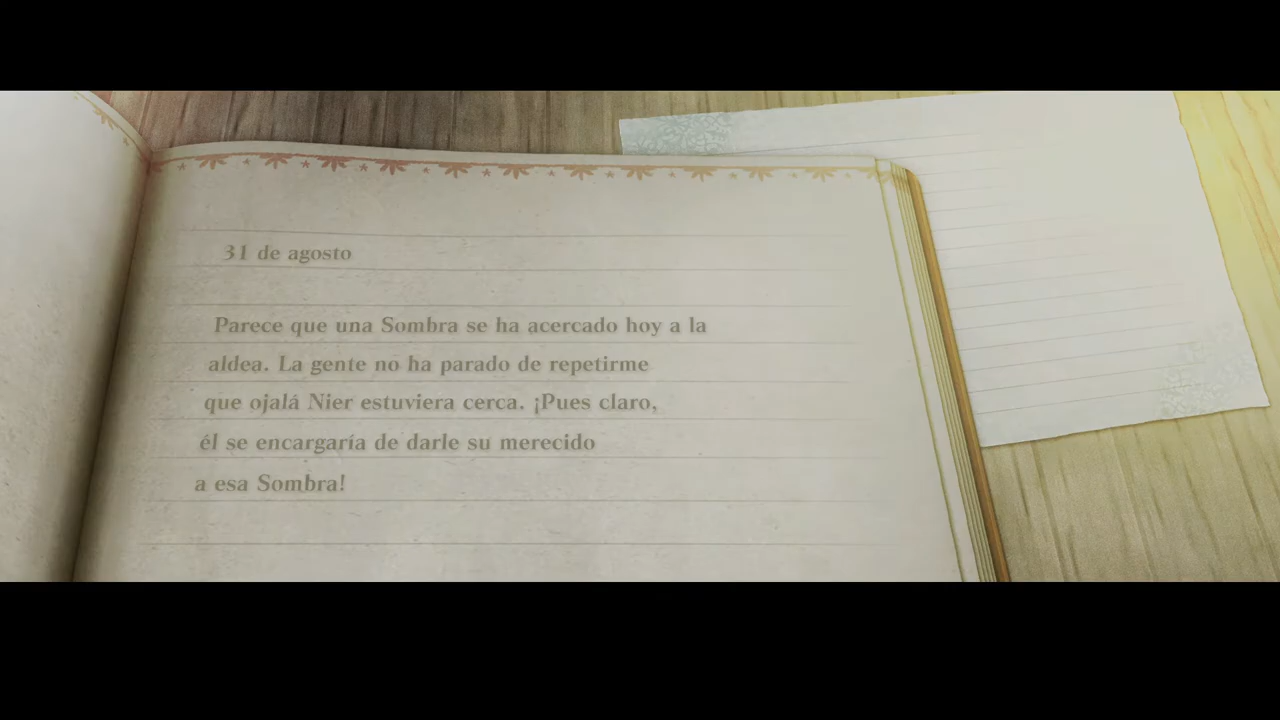 31 de agosto
Parece que una Sombra se ha acercado hoy a la
aldea. La gente no ha parado de repetirme
que ojalá Nier estuviera cerca. ¡Pues claro,
él se encargaría de darle su merecido
a esa Sombra!